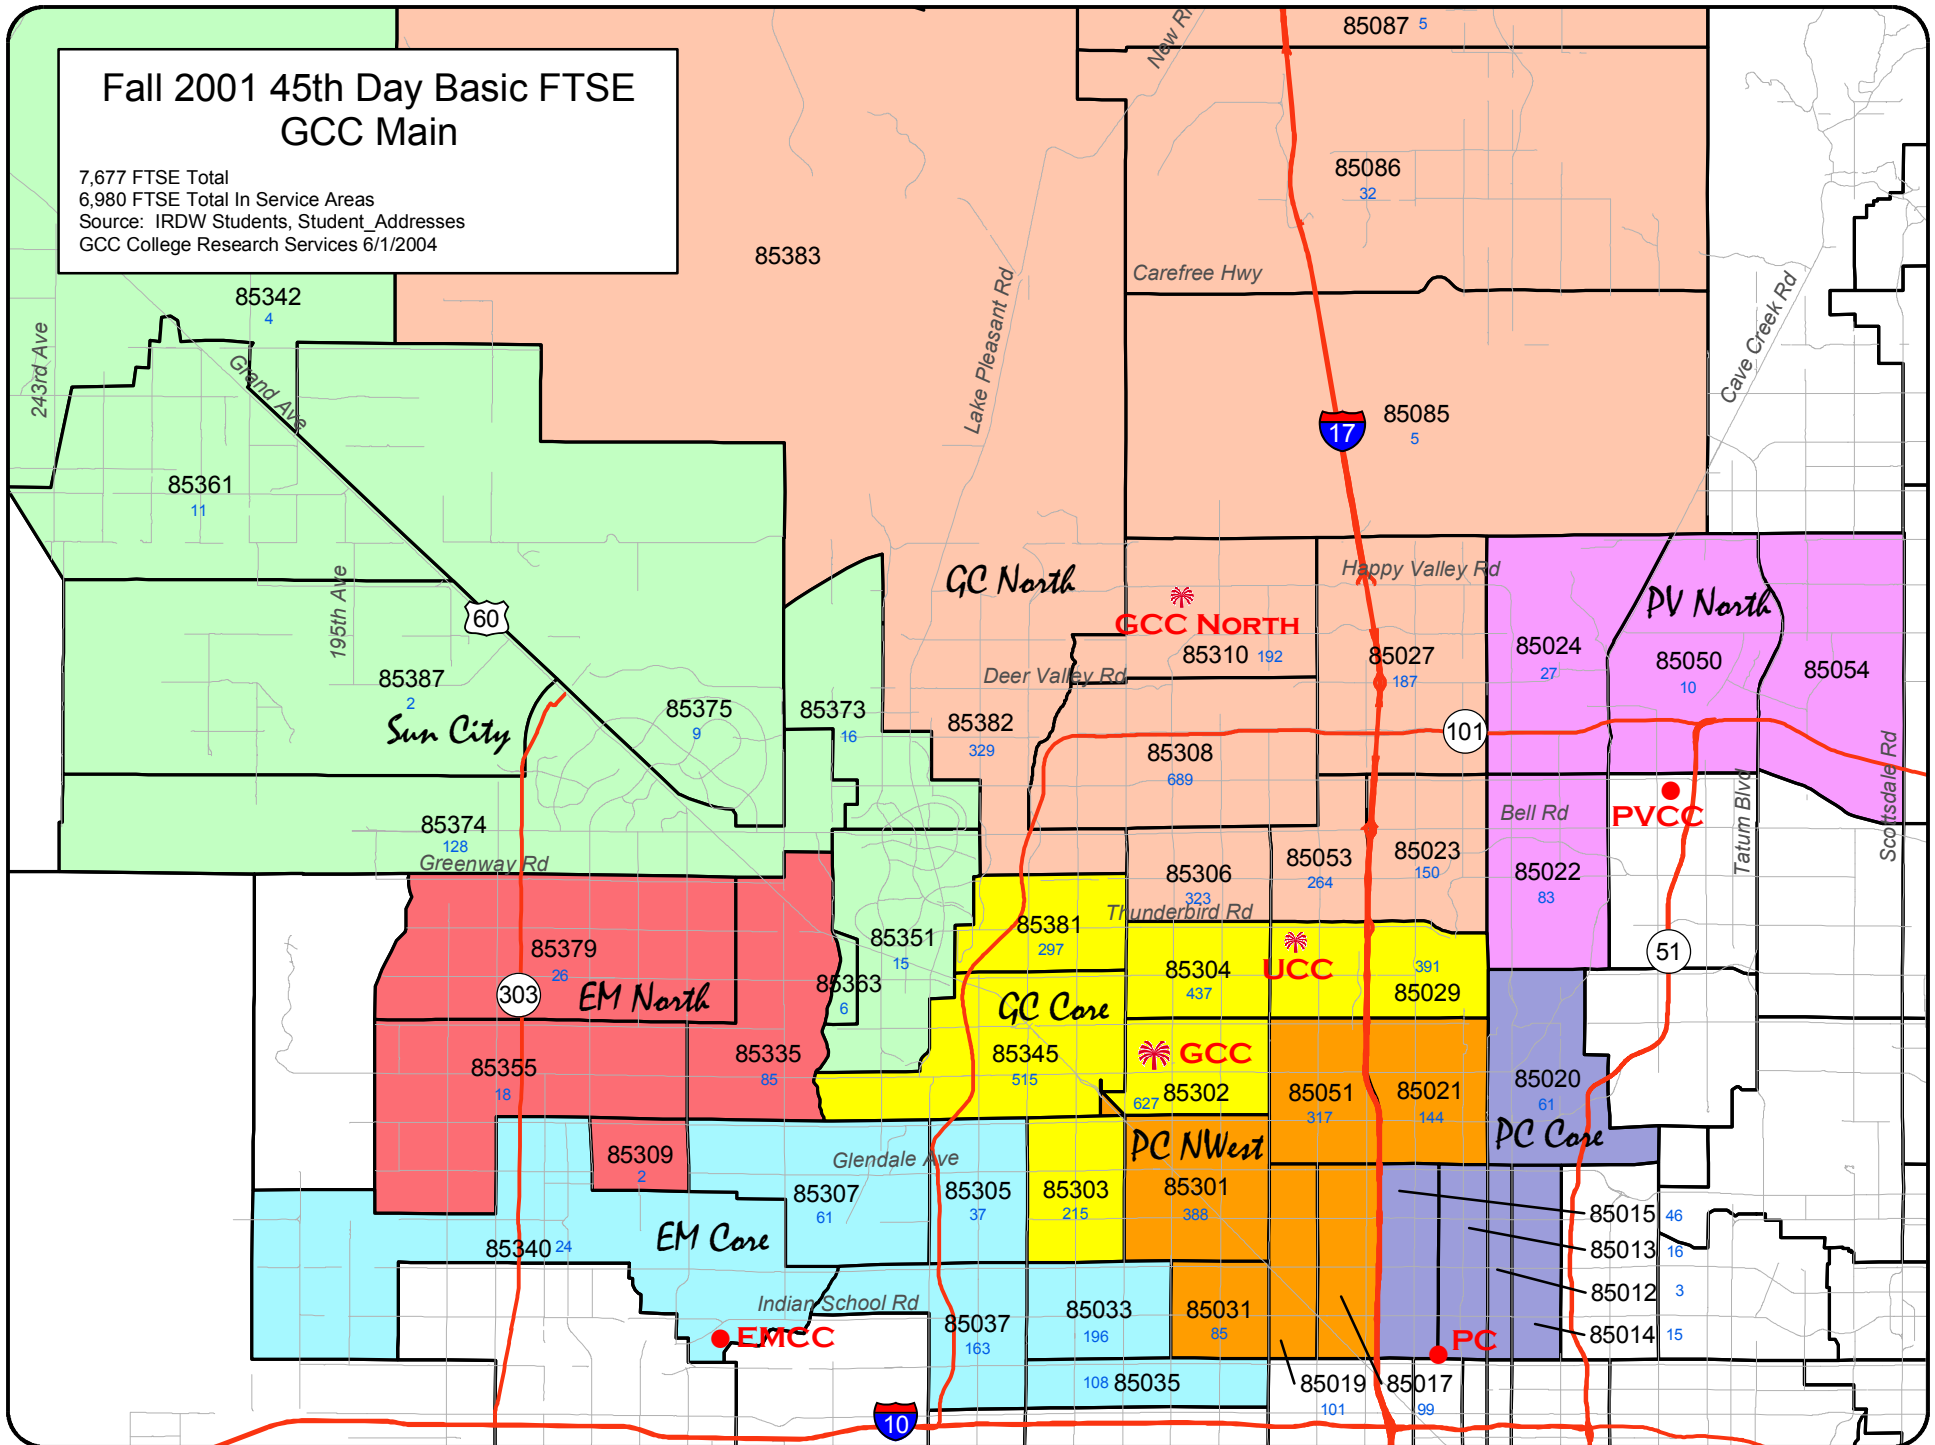 Fall 2001 45th Day Basic FTSE
GCC Main
7,677 FTSE Total
6,980 FTSE Total In Service Areas
Source: IRDW Students, Student_Addresses
GCC College Research Services 6/1/2004
85087 5
New Ri
85086
32
85383
Carefree Hwy
85342
4
243rd Ave
Grand Ave
Lake Pleasant Rd
Cave Creek Rd
17
85085
5
85361
11
195th Ave
60
GC North
Happy Valley Rd
PV North
GCC North
85310 192
85027
187
85024
27
85050
10
85054
Deer Valley Rd
85387
2
Sun City
85375
9
85373
16
85382
329
101
85308
689
Scottsdale Rd
Tatum Blvd
Bell Rd
PVCC
85374
128
Greenway Rd
85306
323
85053
264
85023
150
85022
83
Thunderbird Rd
85381
297
85351
15
85379
26
303
EM North
85363
6
85304
437
UCC
391
85029
51
GC Core
85345
515
GCC
627 85302
85355
18
85335
85
85051
317
85021
144
85020
61
PC Core
PC NWest
85309
2
Glendale Ave
85307
61
85305
37
85303
215
85301
388
85015 46
85013 16
85012 3
85014 15
85340 24
EM Core
Indian School Rd
EMCC
85037
163
85033
196
85031
85
PC
108 85035
85019
101
85017
99
10